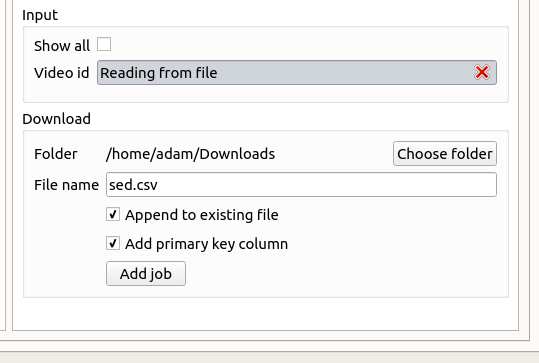 Input
Show all
Video id Reading from file
Download
Folder /home/adam/Downloads Choose folder
File name sed.csv
Append to existing file
Add primary key column
Add job